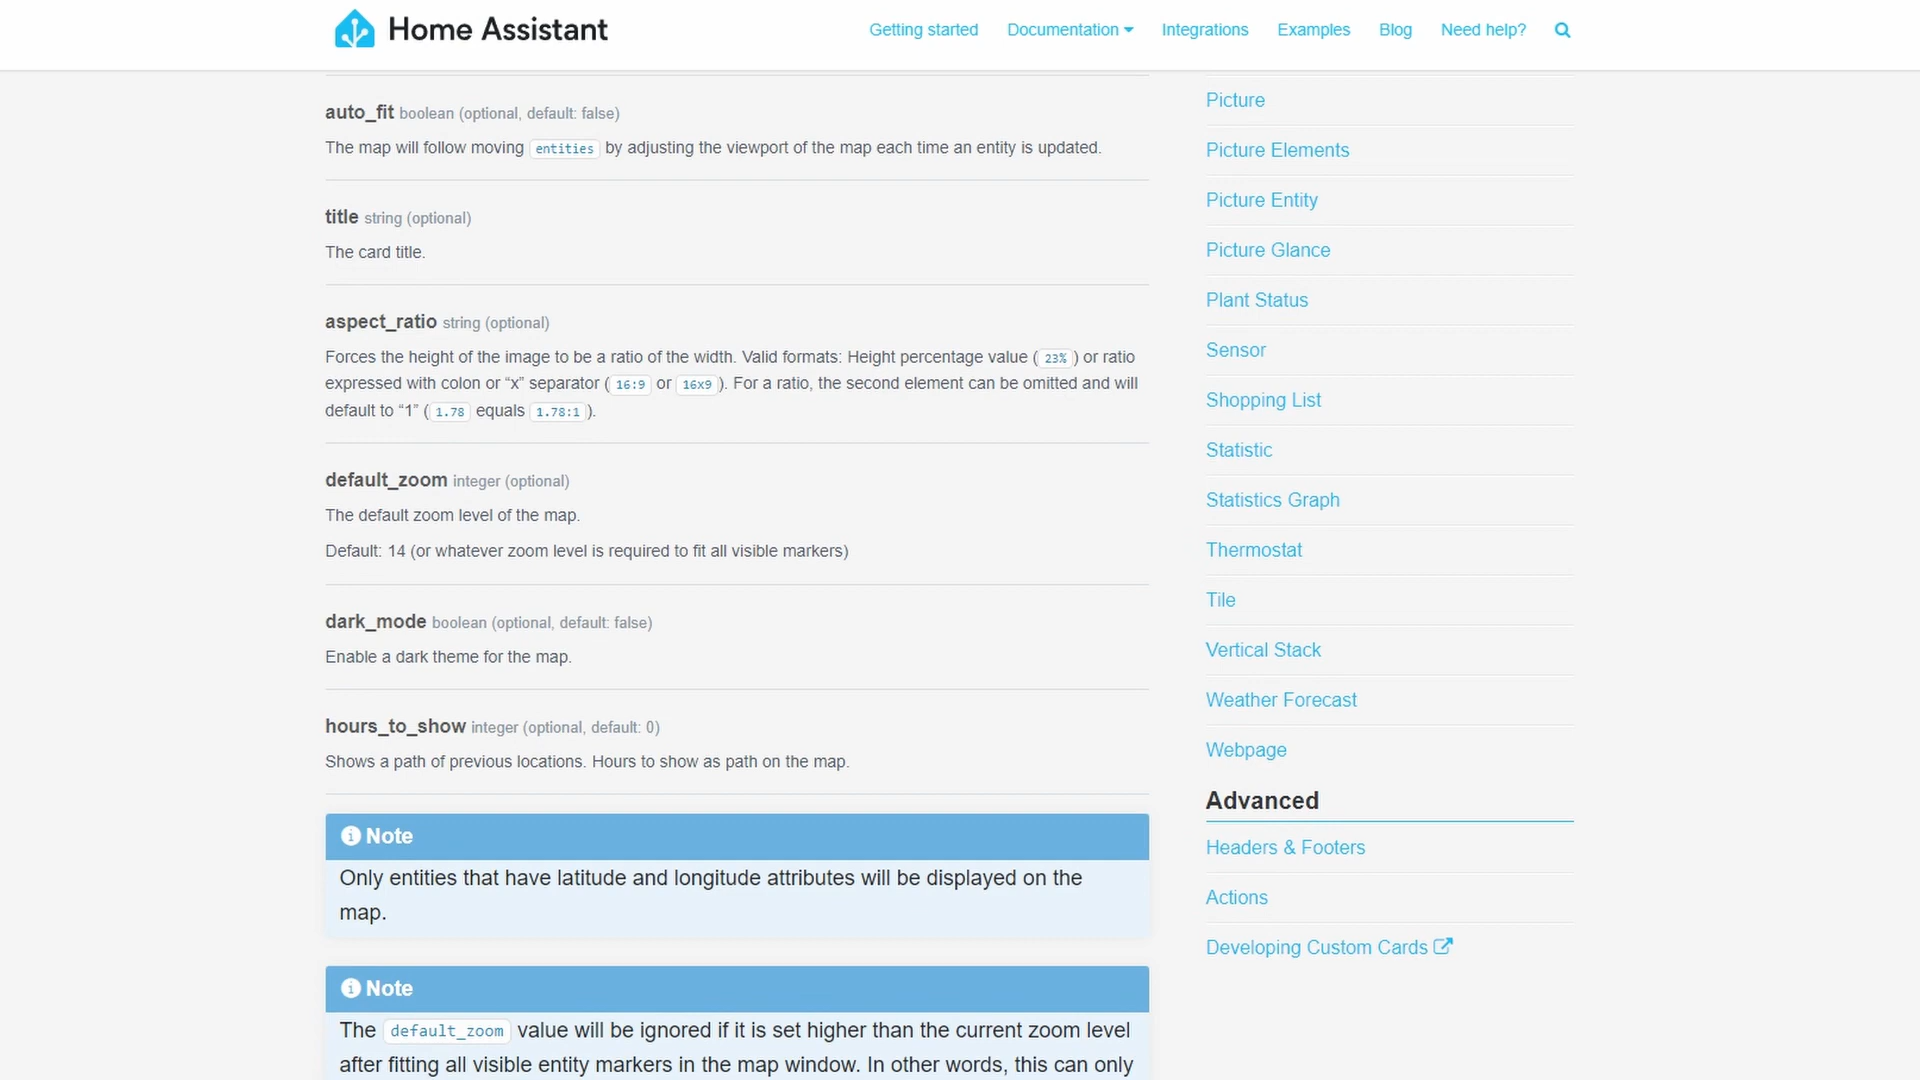 Home Assistant
Getting started
Documentation
Integrations
Examples
Blog
Need help?
auto_fit boolean (optional, default: false)
The map will follow moving entities by adjusting the viewport of the map each time an entity is updated.
title string (optional)
The card title.
aspect_ratio string (optional)
Forces the height of the image to be a ratio of the width. Valid formats: Height percentage value (23%) or ratio
expressed with colon or “x” separator (16:9 or 16x9). For a ratio, the second element can be omitted and will
default to “1” (1.78 equals 1.78:1).
default_zoom integer (optional)
The default zoom level of the map.
Default: 14 (or whatever zoom level is required to fit all visible markers)
dark_mode boolean (optional, default: false)
Enable a dark theme for the map.
hours_to_show integer (optional, default: 0)
Shows a path of previous locations. Hours to show as path on the map.
Note
Only entities that have latitude and longitude attributes will be displayed on the
map.
Note
The default_zoom value will be ignored if it is set higher than the current zoom level
after fitting all visible entity markers in the map window. In other words, this can only
Picture
Picture Elements
Picture Entity
Picture Glance
Plant Status
Sensor
Shopping List
Statistic
Statistics Graph
Thermostat
Tile
Vertical Stack
Weather Forecast
Webpage
Advanced
Headers & Footers
Actions
Developing Custom Cards